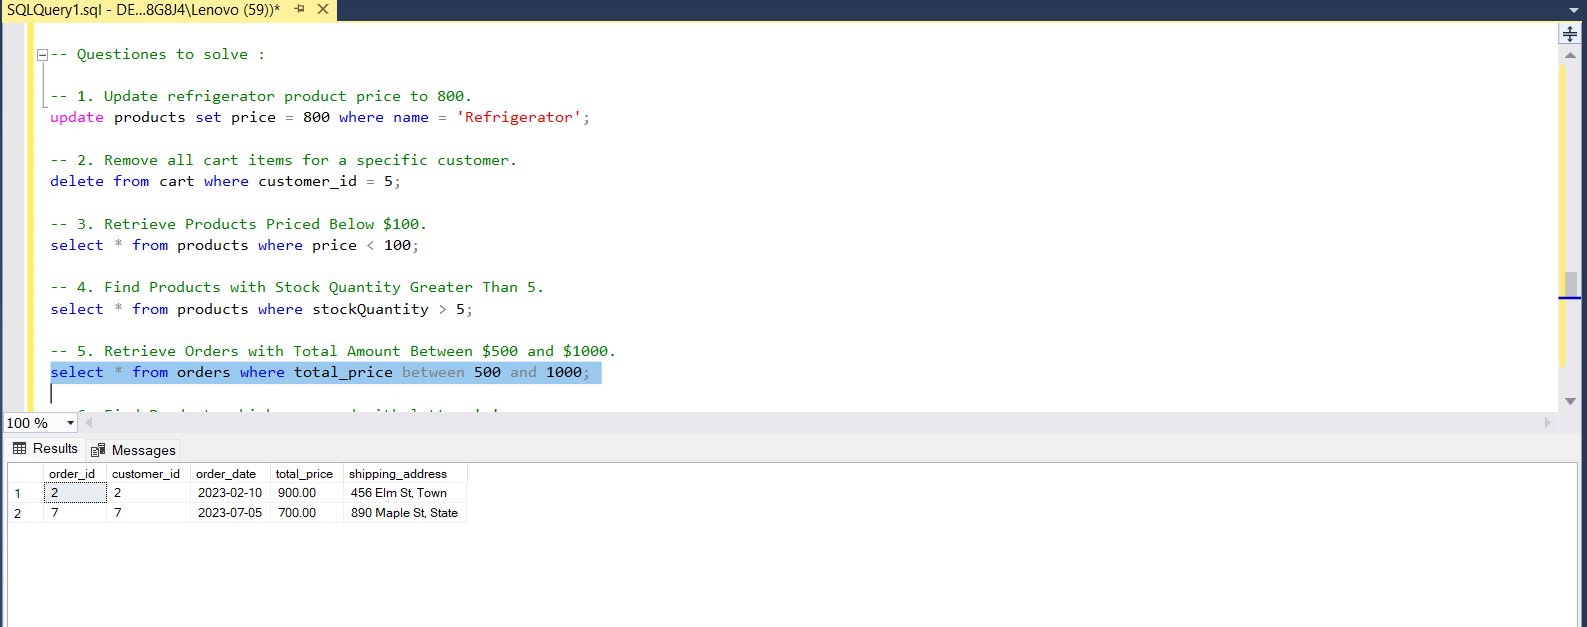 SQLQuery1.sql - DE...8G8J4\Lenovo (59))*
-- Questiones to solve :
-- 1. Update refrigerator product price to 800.
update products set price = 800 where name = 'Refrigerator';
-- 2. Remove all cart items for a specific customer.
delete from cart where customer_id = 5;
-- 3. Retrieve Products Priced Below $100.
select * from products where price < 100;
-- 4. Find Products with Stock Quantity Greater Than 5.
select * from products where stockQuantity > 5;
-- 5. Retrieve Orders with Total Amount Between $500 and $1000.
select * from orders where total_price between 500 and 1000;
100 %
Results Messages
order_id customer_id order_date total_price shipping_address
1 2 2 2023-02-10 900.00 456 Elm St, Town
2 7 7 2023-07-05 700.00 890 Maple St, State